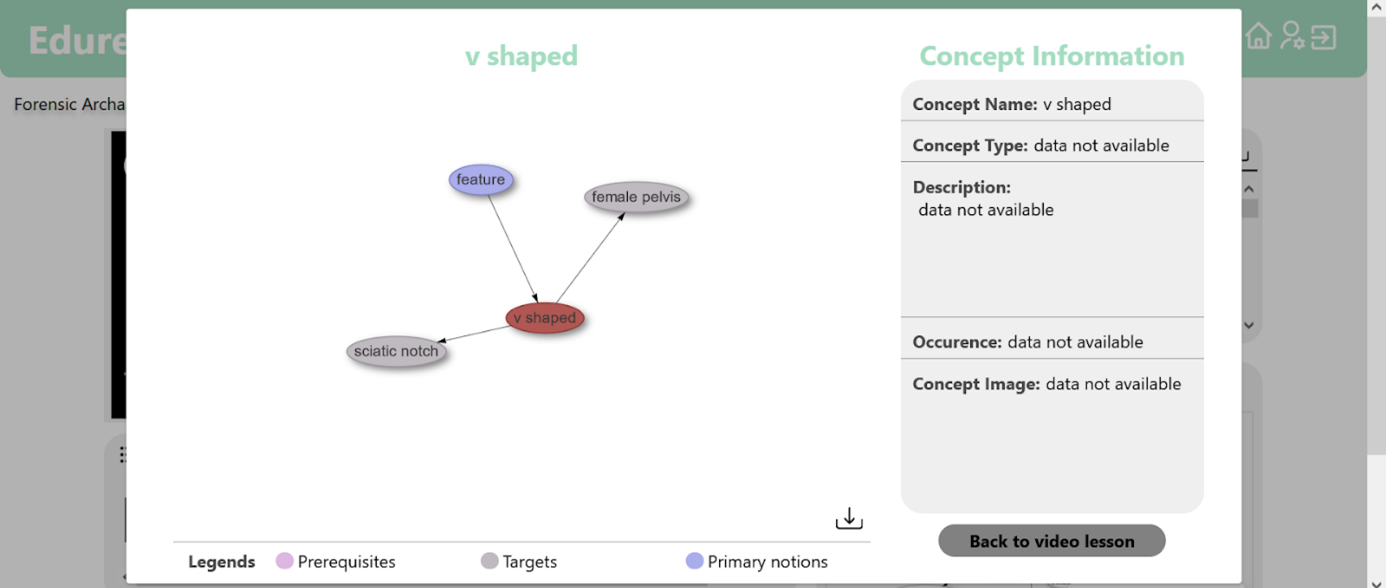 Edure
Forensic Archa
v shaped
feature
female pelvis
v shaped
sciatic notch
Legends
Prerequisites
Targets
Primary notions
Concept Information
Concept Name: v shaped
Concept Type: data not available
Description:
data not available
Occurence: data not available
Concept Image: data not available
Back to video lesson